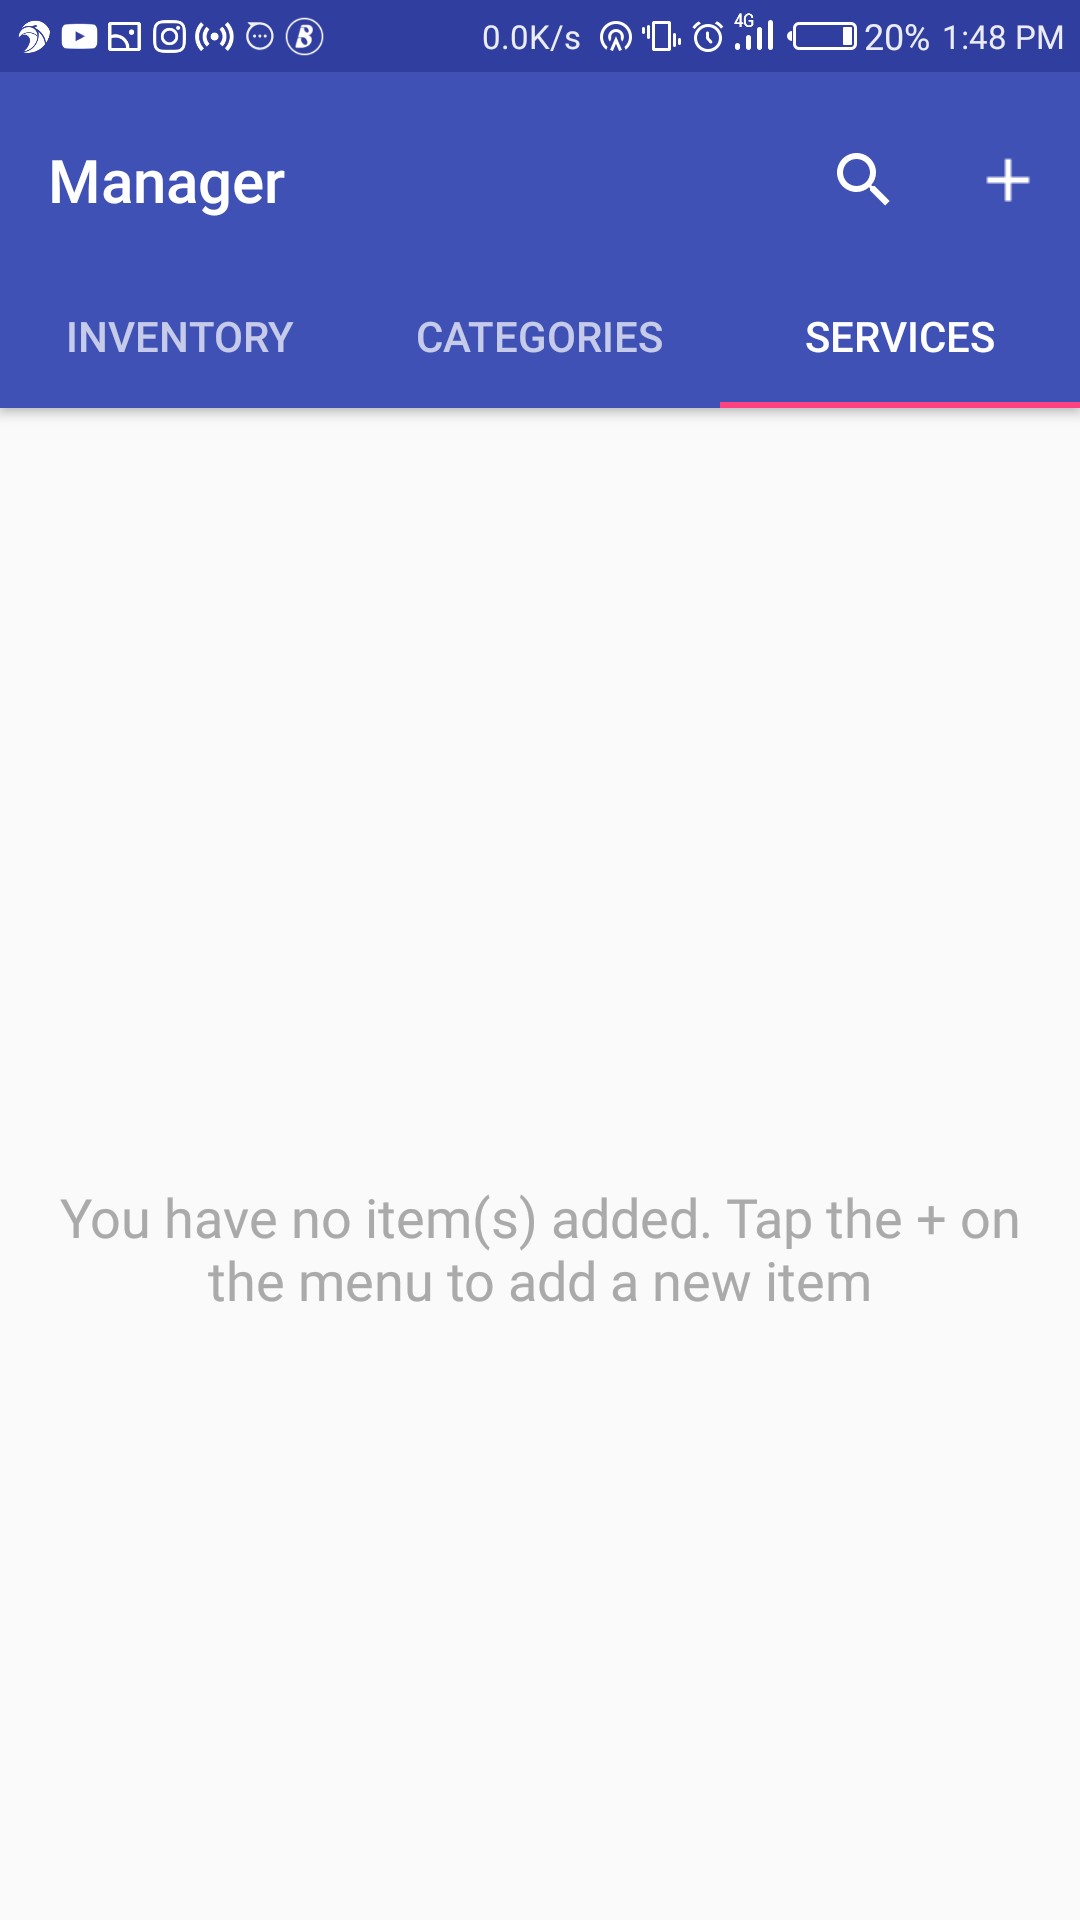 B 0.0K/s 4G 20% 1:48 PM
Manager
INVENTORY CATEGORIES SERVICES
You have no item(s) added. Tap the + on
the menu to add a new item